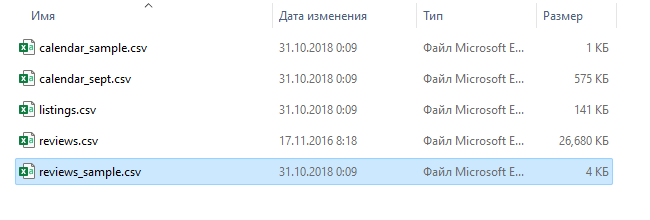 Имя Дата изменения Тип Размер
calendar_sample.csv 31.10.2018 0:09 Файл Microsoft E... 1 КБ
calendar_sept.csv 31.10.2018 0:09 Файл Microsoft E... 575 КБ
listings.csv 31.10.2018 0:09 Файл Microsoft E... 141 КБ
reviews.csv 17.11.2016 8:18 Файл Microsoft E... 26,680 КБ
reviews_sample.csv 31.10.2018 0:09 Файл Microsoft E... 4 КБ